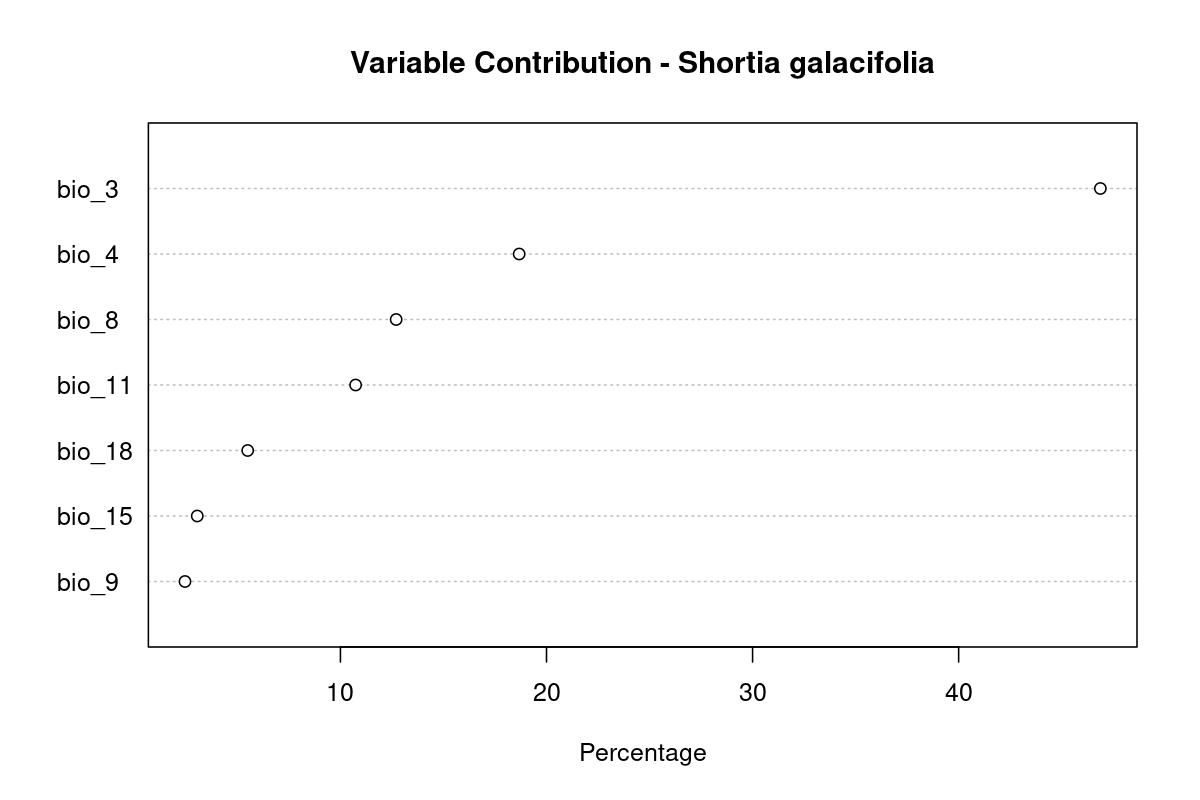 Variable Contribution - Shortia galacifolia
bio_3
bio_4
bio_8
bio_11
bio_18
bio_15
bio_9
10 20 30 40
Percentage